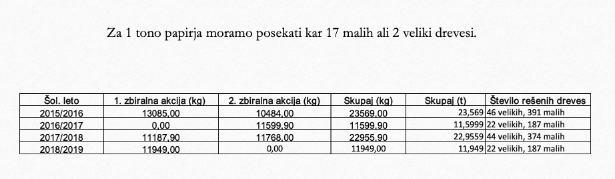 Za 1 tono papirja moramo posekati kar 17 malih ali 2 veliki drevesi.
Šol. leto 1. zbiralna akcija (kg) 2. zbiralna akcija (kg) Skupaj (kg) Skupaj (t) Število rešenih dreves
2015/2016 13085,00 10484,00 23569,00 23,569 46 velikih, 391 malih
2016/2017 0,00 11599,90 11599,90 11,5999 22 velikih, 187 malih
2017/2018 11187,90 11768,00 22955,90 22,9559 44 velikih, 374 malih
2018/2019 11949,00 0,00 11949,00 11,949 22 velikih, 187 malih